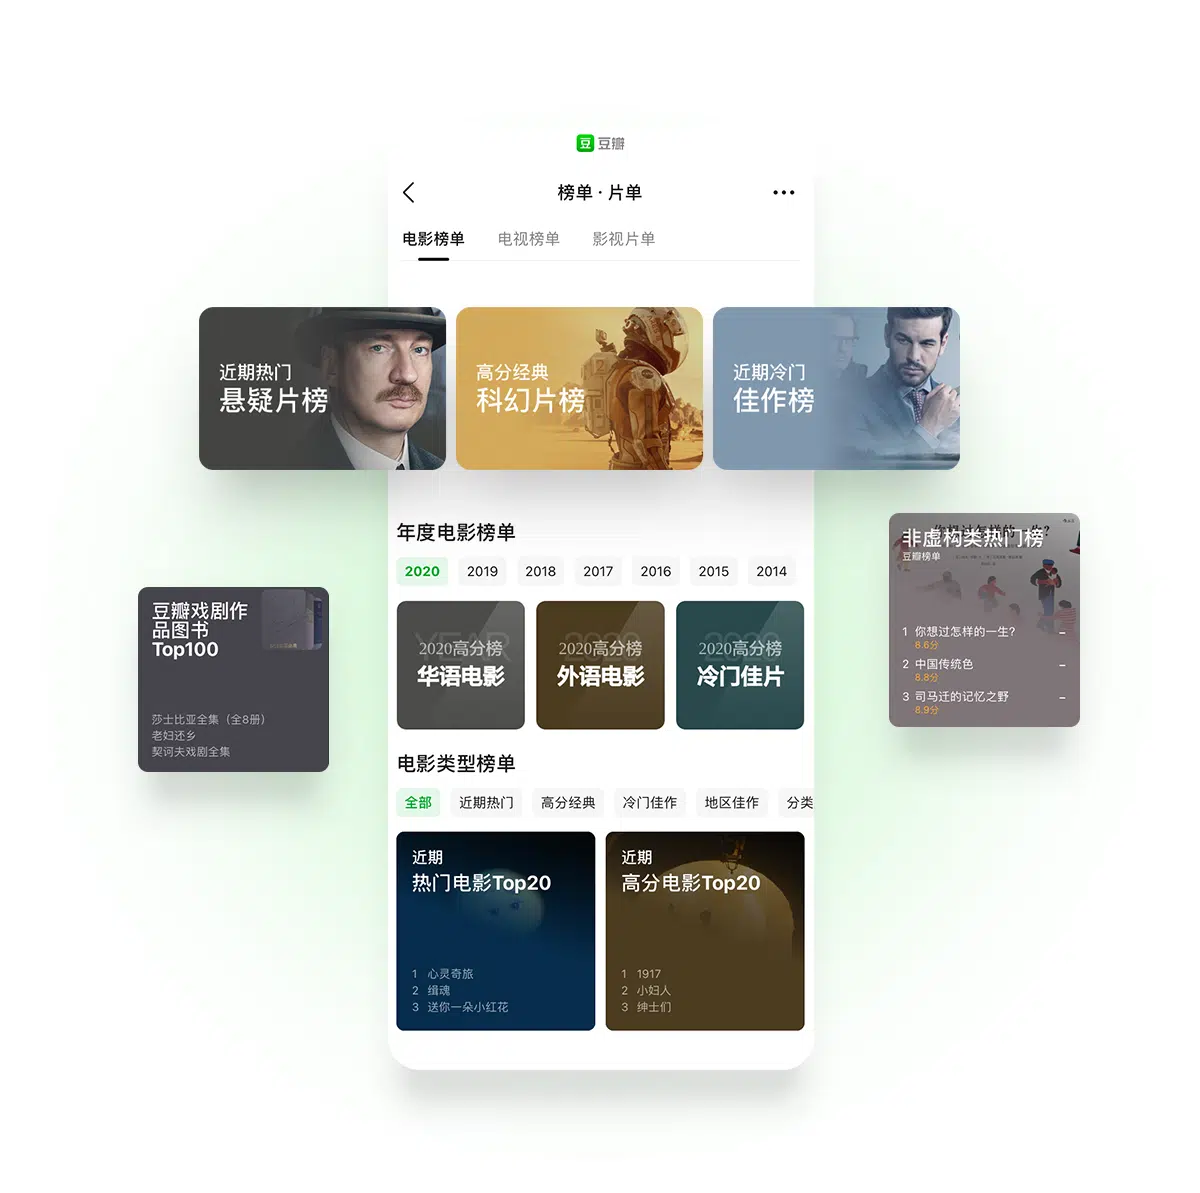 豆 豆瓣
榜单 · 片单
电影榜单 电视榜单 影视片单
近期热门
悬疑片榜
高分经典
科幻片榜
近期冷门
佳作榜
年度电影榜单
2020 2019 2018 2017 2016 2015 2014
YEAR
2020高分榜
华语电影
2020
2020高分榜
外语电影
2020
2020高分榜
冷门佳片
电影类型榜单
全部 近期热门 高分经典 冷门佳作 地区佳作 分类
近期
热门电影Top20
1 心灵奇旅
2 缉魂
3 送你一朵小红花
近期
高分电影Top20
1 1917
2 小妇人
3 绅士们
豆瓣戏剧作
品图书
Top100
莎士比亚全集（全8册）
老妇还乡
契诃夫戏剧全集
你想过怎样的一生?
非虚构类热门榜
豆瓣榜单
1 你想过怎样的一生? –
8.6分
2 中国传统色 –
8.8分
3 司马迁的记忆之野 –
8.9分